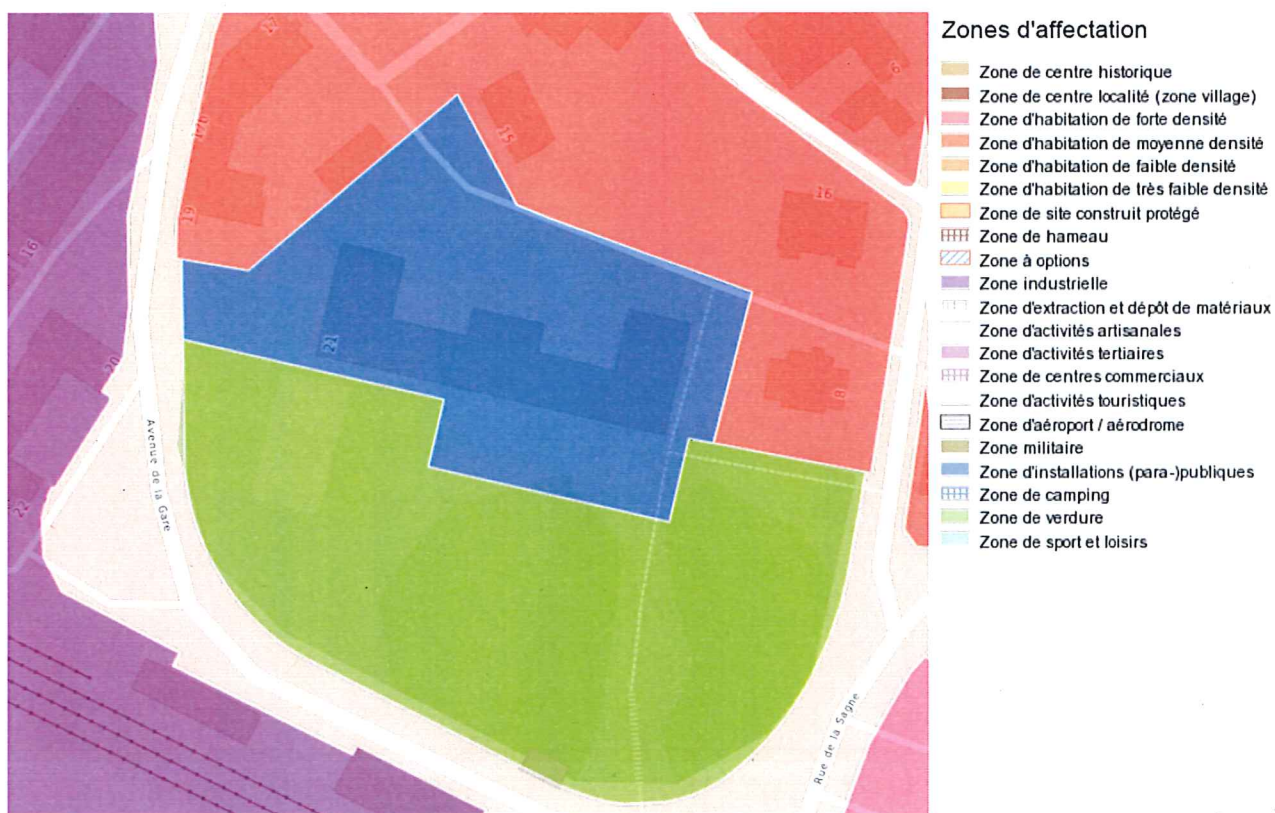 Zones d'affectation
Zone de centre historique
Zone de centre localité (zone village)
Zone d'habitation de forte densité
Zone d'habitation de moyenne densité
Zone d'habitation de faible densité
Zone d'habitation de très faible densité
Zone de site construit protégé
Zone de hameau
Zone à options
Zone industrielle
Zone d'extraction et dépôt de matériaux
Zone d'activités artisanales
Zone d'activités tertiaires
Zone de centres commerciaux
Zone d'activités touristiques
Zone d'aéroport / aérodrome
Zone militaire
Zone d'installations (para-)publiques
Zone de camping
Zone de verdure
Zone de sport et loisirs
17
17b
15
19
16
16
21
20
8
22
Avenue de la Gare
Rue de la Sagne